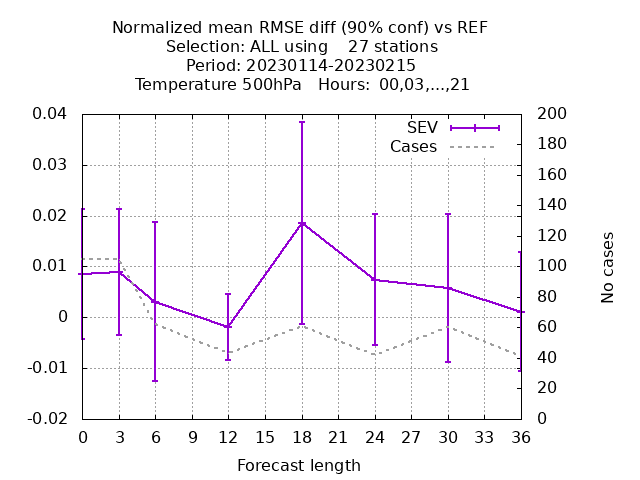 Normalized mean RMSE diff (90% conf) vs REF
Selection: ALL using    27 stations
Period: 20230114-20230215
Temperature 500hPa   Hours:  00,03,...,21
SEV
Cases
0.04
0.03
0.02
0.01
0
-0.01
-0.02
200
180
160
140
120
100
80
60
40
20
0
No cases
0 3 6 9 12 15 18 21 24 27 30 33 36
Forecast length